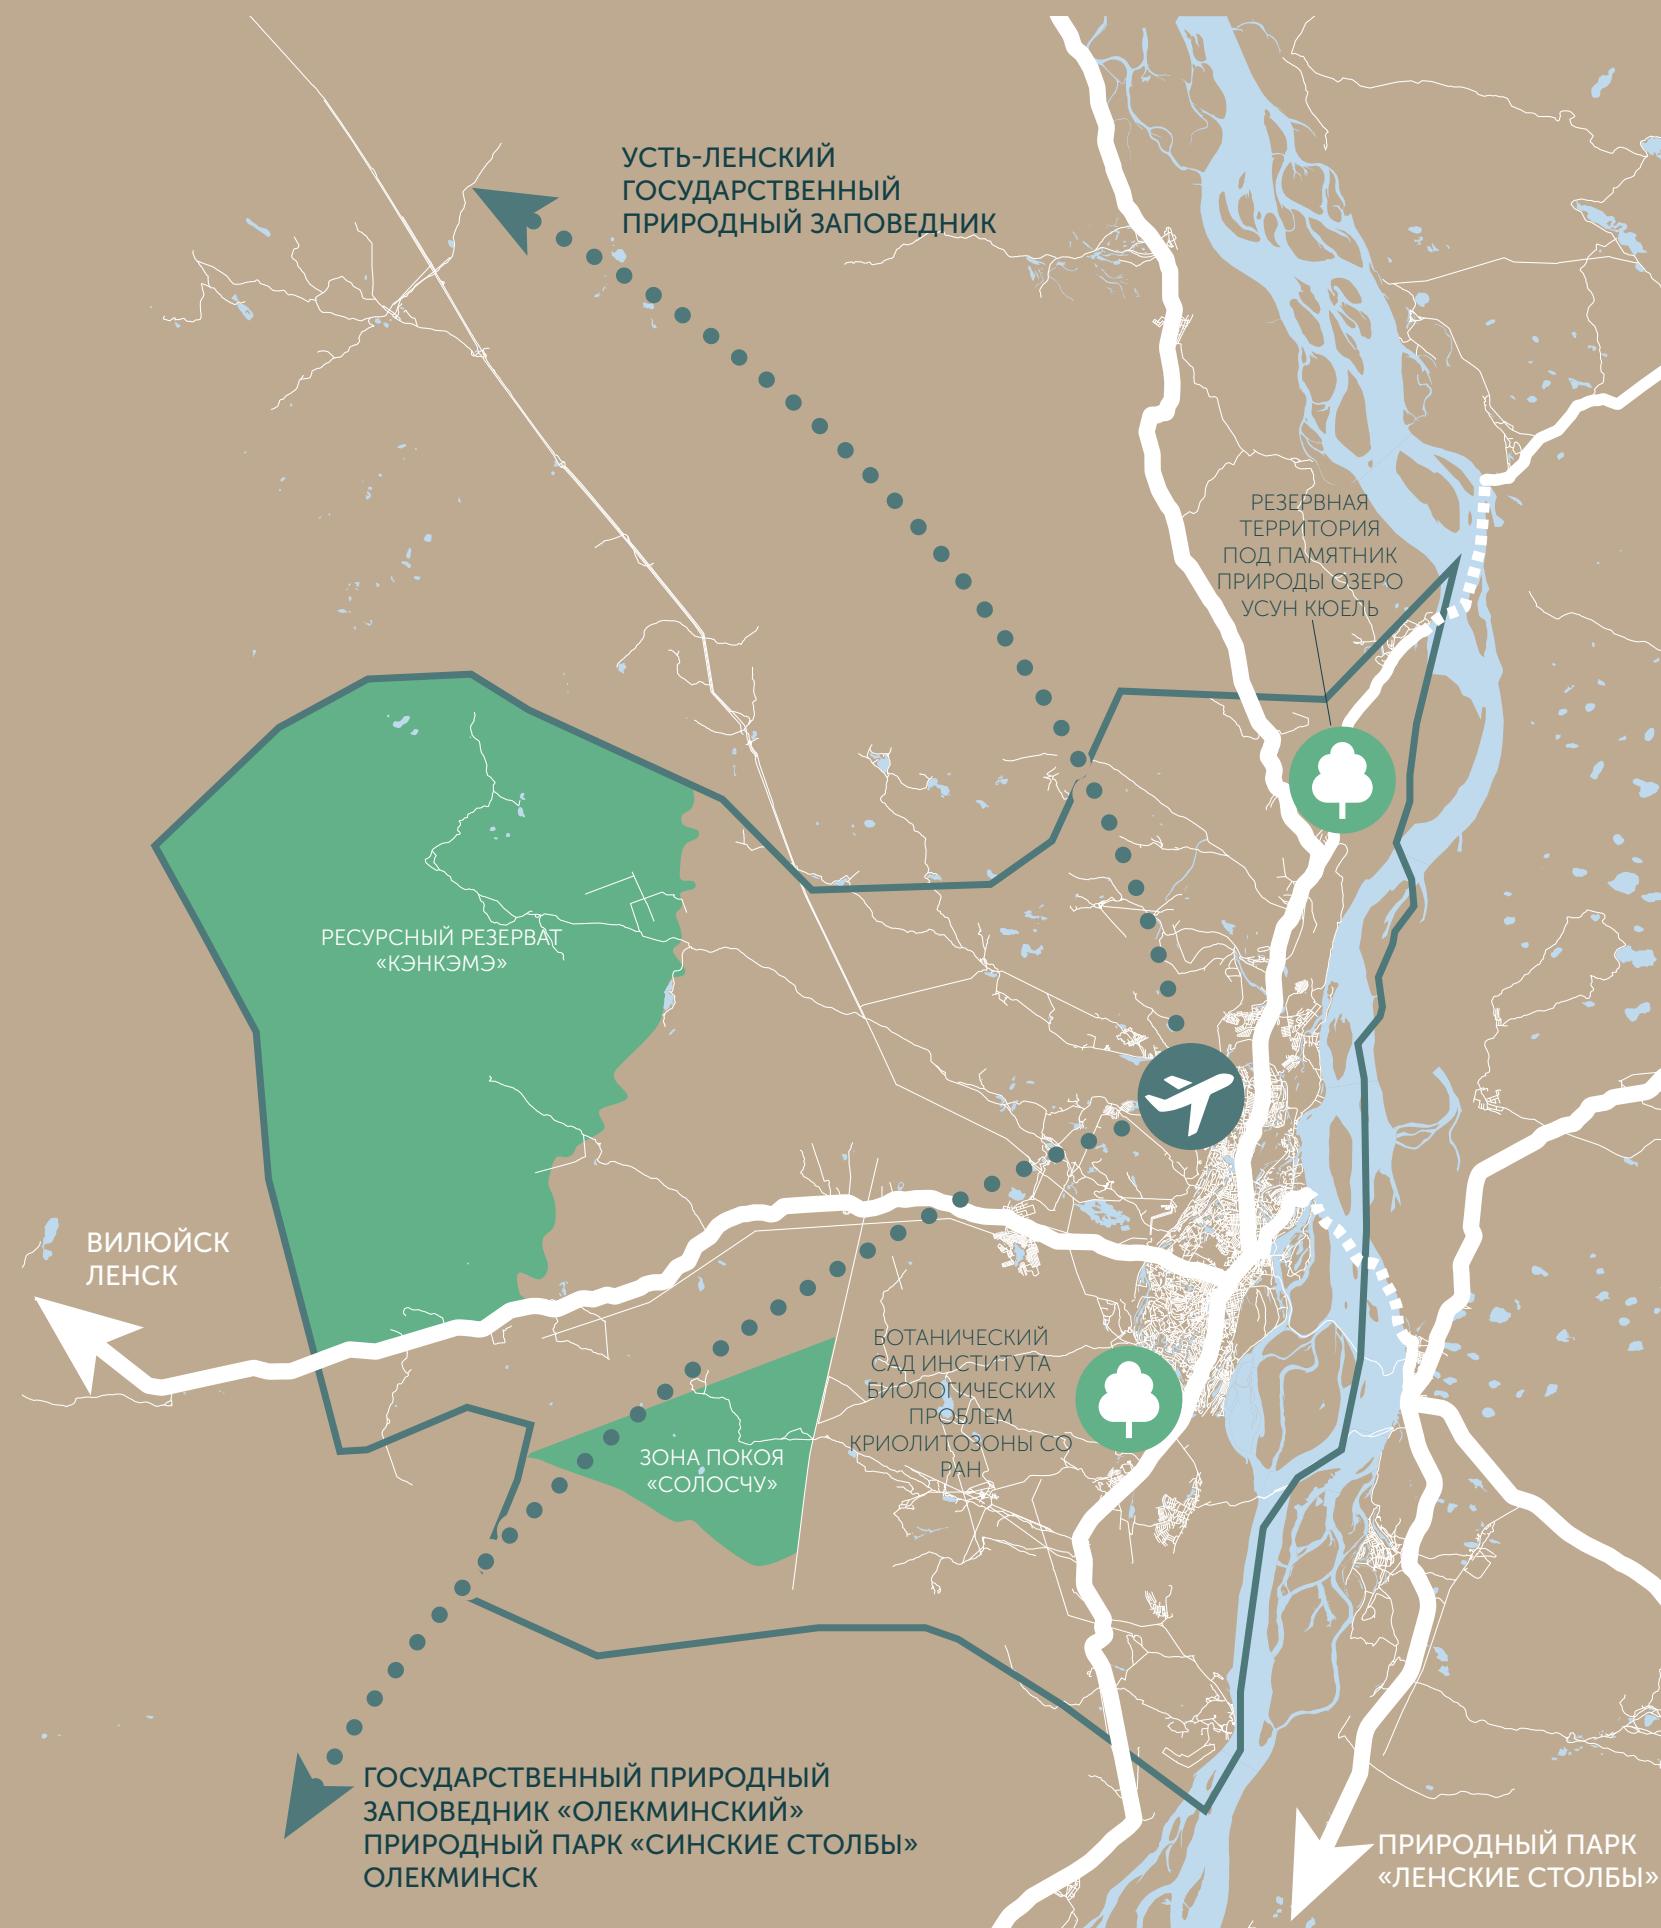 УСТЬ-ЛЕНСКИЙ
ГОСУДАРСТВЕННЫЙ
ПРИРОДНЫЙ ЗАПОВЕДНИК
РЕЗЕРВНАЯ
ТЕРРИТОРИЯ
ПОД ПАМЯТНИК
ПРИРОДЫ ОЗЕРО
УСУН КЮЕЛЬ
РЕСУРСНЫЙ РЕЗЕРВАТ
«КЭНКЭМЭ»
ВИЛЮЙСК
ЛЕНСК
БОТАНИЧЕСКИЙ
САД ИНСТИТУТА
БИОЛОГИЧЕСКИХ
ПРОБЛЕМ
КРИОЛИТОЗОНЫ СО
РАН
ЗОНА ПОКОЯ
«СОЛОСЧУ»
ГОСУДАРСТВЕННЫЙ ПРИРОДНЫЙ
ЗАПОВЕДНИК «ОЛЕКМИНСКИЙ»
ПРИРОДНЫЙ ПАРК «СИНСКИЕ СТОЛБЫ»
ОЛЕКМИНСК
ПРИРОДНЫЙ ПАРК
«ЛЕНСКИЕ СТОЛБЫ»